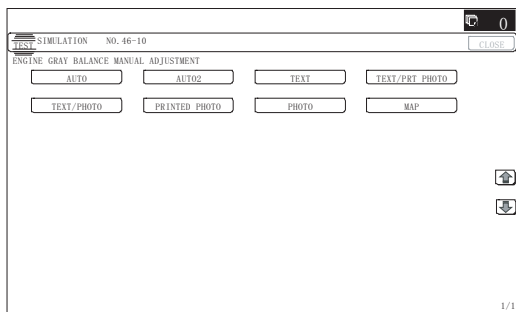 0
TEST SIMULATION NO.46-10
CLOSE
ENGINE GRAY BALANCE MANUAL ADJUSTMENT
AUTO AUTO2 TEXT TEXT/PRT PHOTO
TEXT/PHOTO PRINTED PHOTO PHOTO MAP
1/1